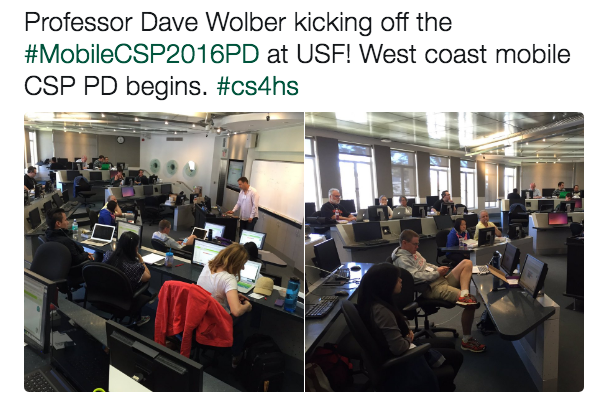 Professor Dave Wolber kicking off the
#MobileCSP2016PD at USF! West coast mobile
CSP PD begins. #cs4hs